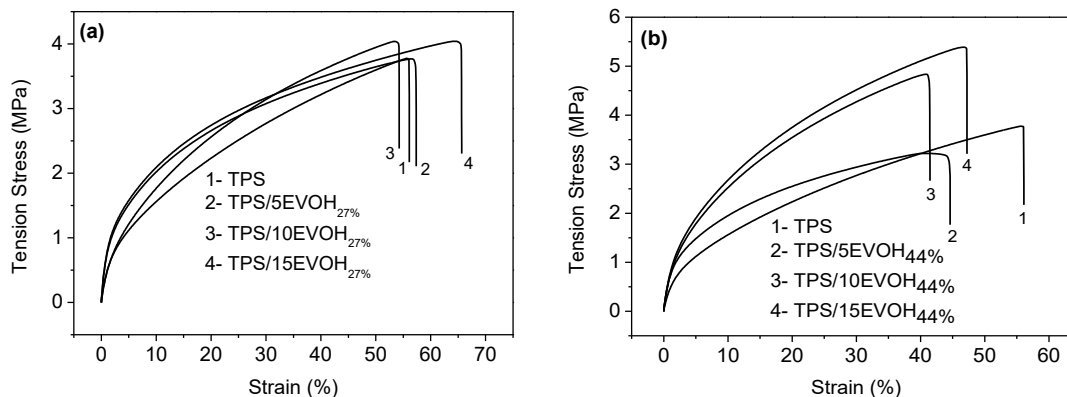 (a)
Tension Stress (MPa)
4
3
2
1
0
3
1
2
4
1- TPS
2- TPS/5EVOH27%
3- TPS/10EVOH27%
4- TPS/15EVOH27%
0 10 20 30 40 50 60 70
Strain (%)
(b)
Tension Stress (MPa)
6
5
4
3
2
1
0
4
3
1
2
1- TPS
2- TPS/5EVOH44%
3- TPS/10EVOH44%
4- TPS/15EVOH44%
0 10 20 30 40 50 60
Strain (%)